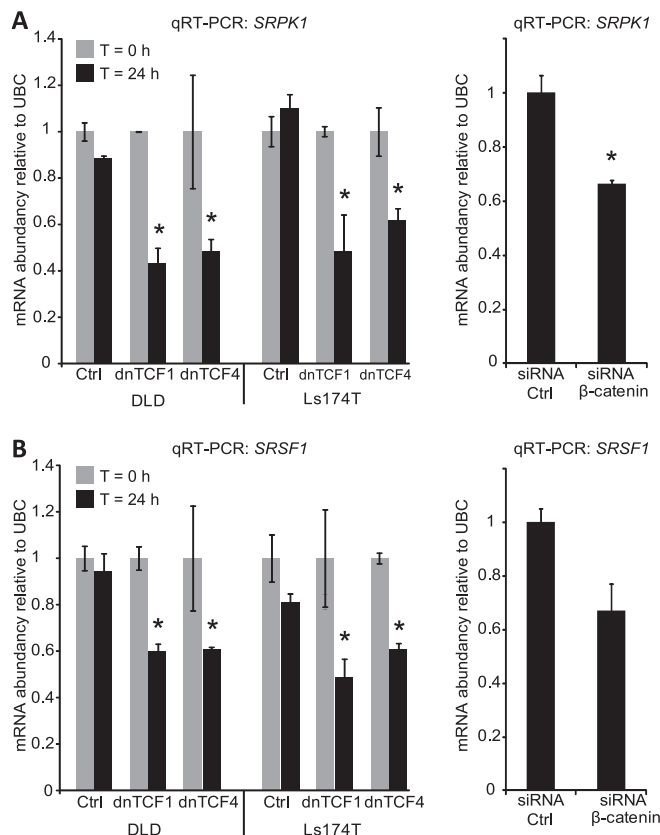 A
qRT-PCR: SRPK1
T = 0 h
T = 24 h
mRNA abundancy relative to UBC
1.4
1.2
1
0.8
0.6
0.4
0.2
0
*
*
*
*
Ctrl dnTCF1 dnTCF4 Ctrl dnTCF1 dnTCF4
DLD Ls174T
qRT-PCR: SRPK1
mRNA abundancy relative to UBC
1
0.8
0.6
0.4
0.2
0
*
siRNA siRNA
Ctrl β-catenin
B
qRT-PCR: SRSF1
T = 0 h
T = 24 h
mRNA abundancy relative to UBC
1.4
1.2
1
0.8
0.6
0.4
0.2
0
*
*
*
*
Ctrl dnTCF1 dnTCF4 Ctrl dnTCF1 dnTCF4
DLD Ls174T
qRT-PCR: SRSF1
mRNA abundancy relative to UBC
1
0.8
0.6
0.4
0.2
0
siRNA siRNA
Ctrl β-catenin